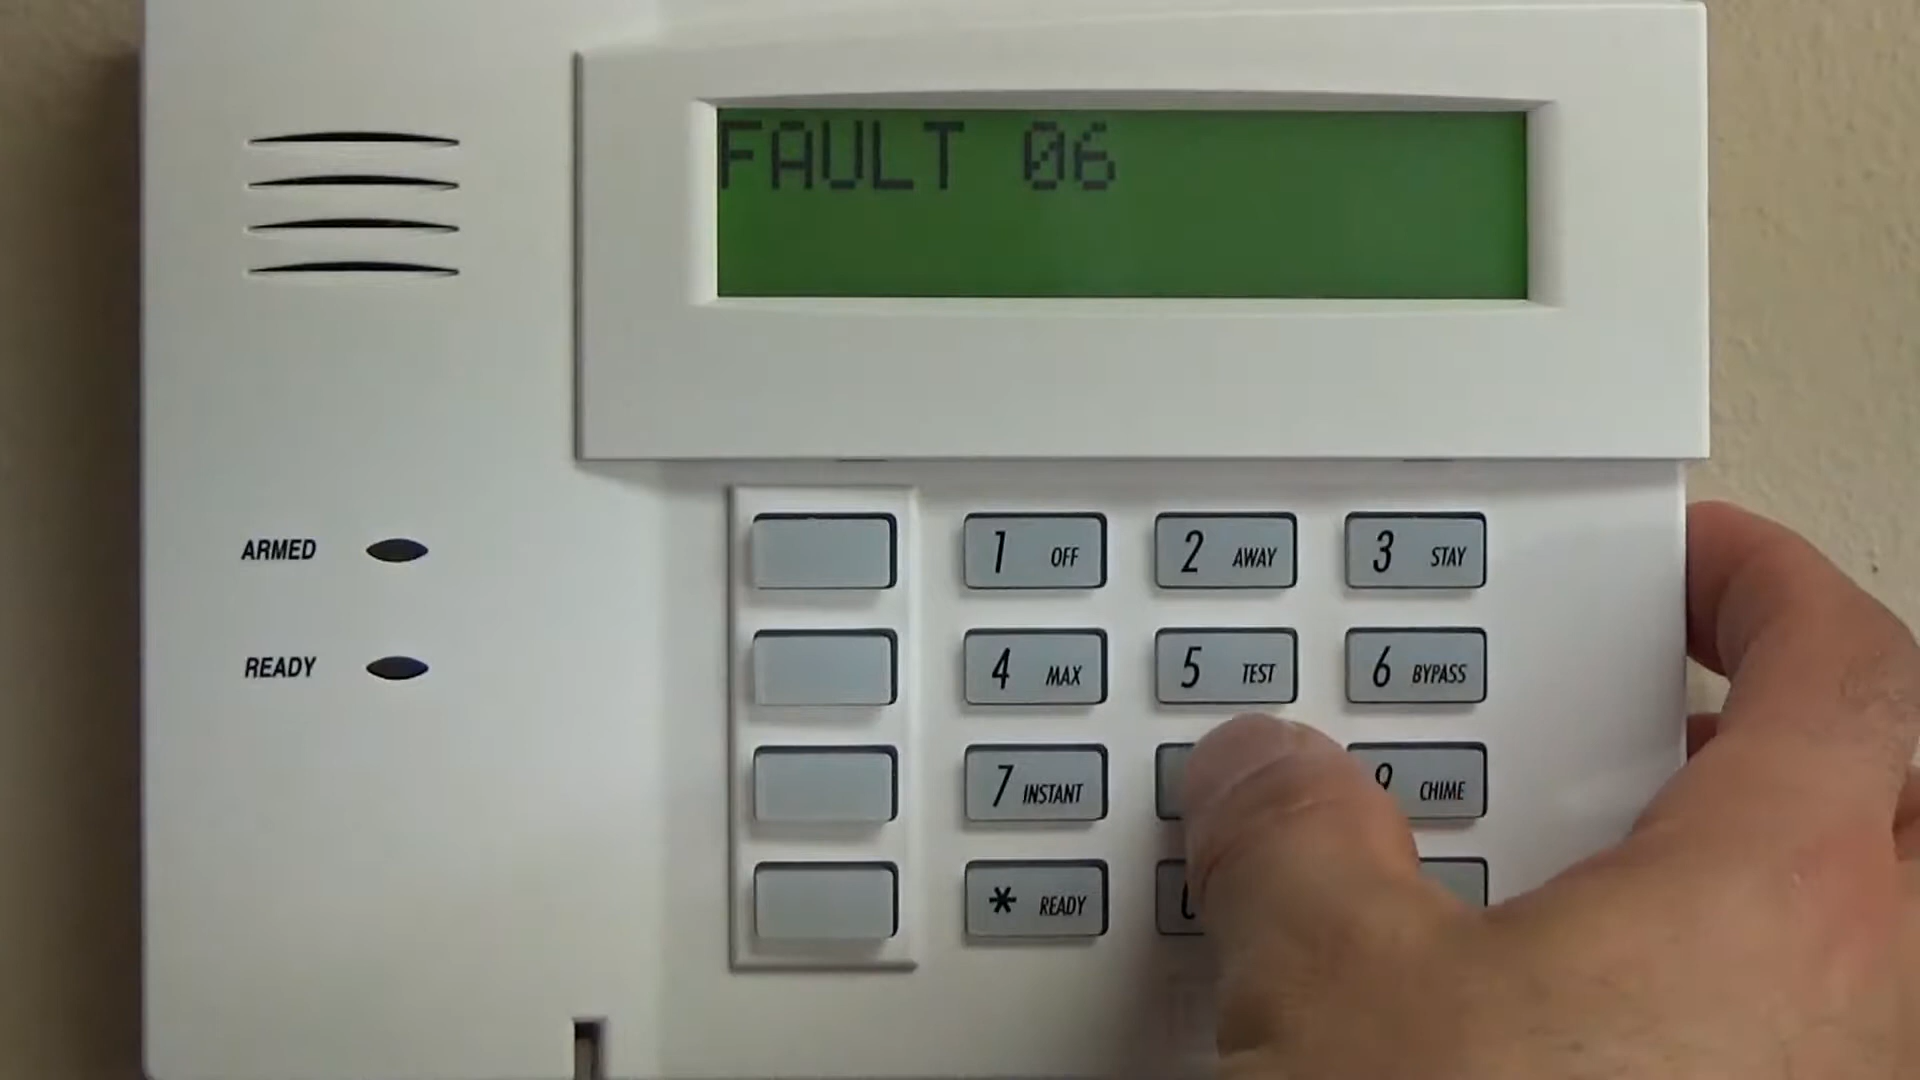 FAULT 06
ARMED
READY
1 OFF
2 AWAY
3 STAY
4 MAX
5 TEST
6 BYPASS
7 INSTANT
9 CHIME
* READY